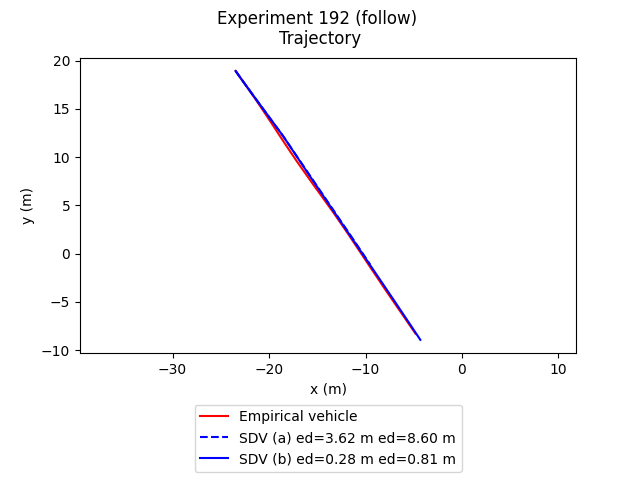 Experiment 192 (follow)
Trajectory
20
15
10
5
0
−5
−10
y (m)
−30
−20
−10
0
10
x (m)
Empirical vehicle
SDV (a) ed=3.62 m ed=8.60 m
SDV (b) ed=0.28 m ed=0.81 m